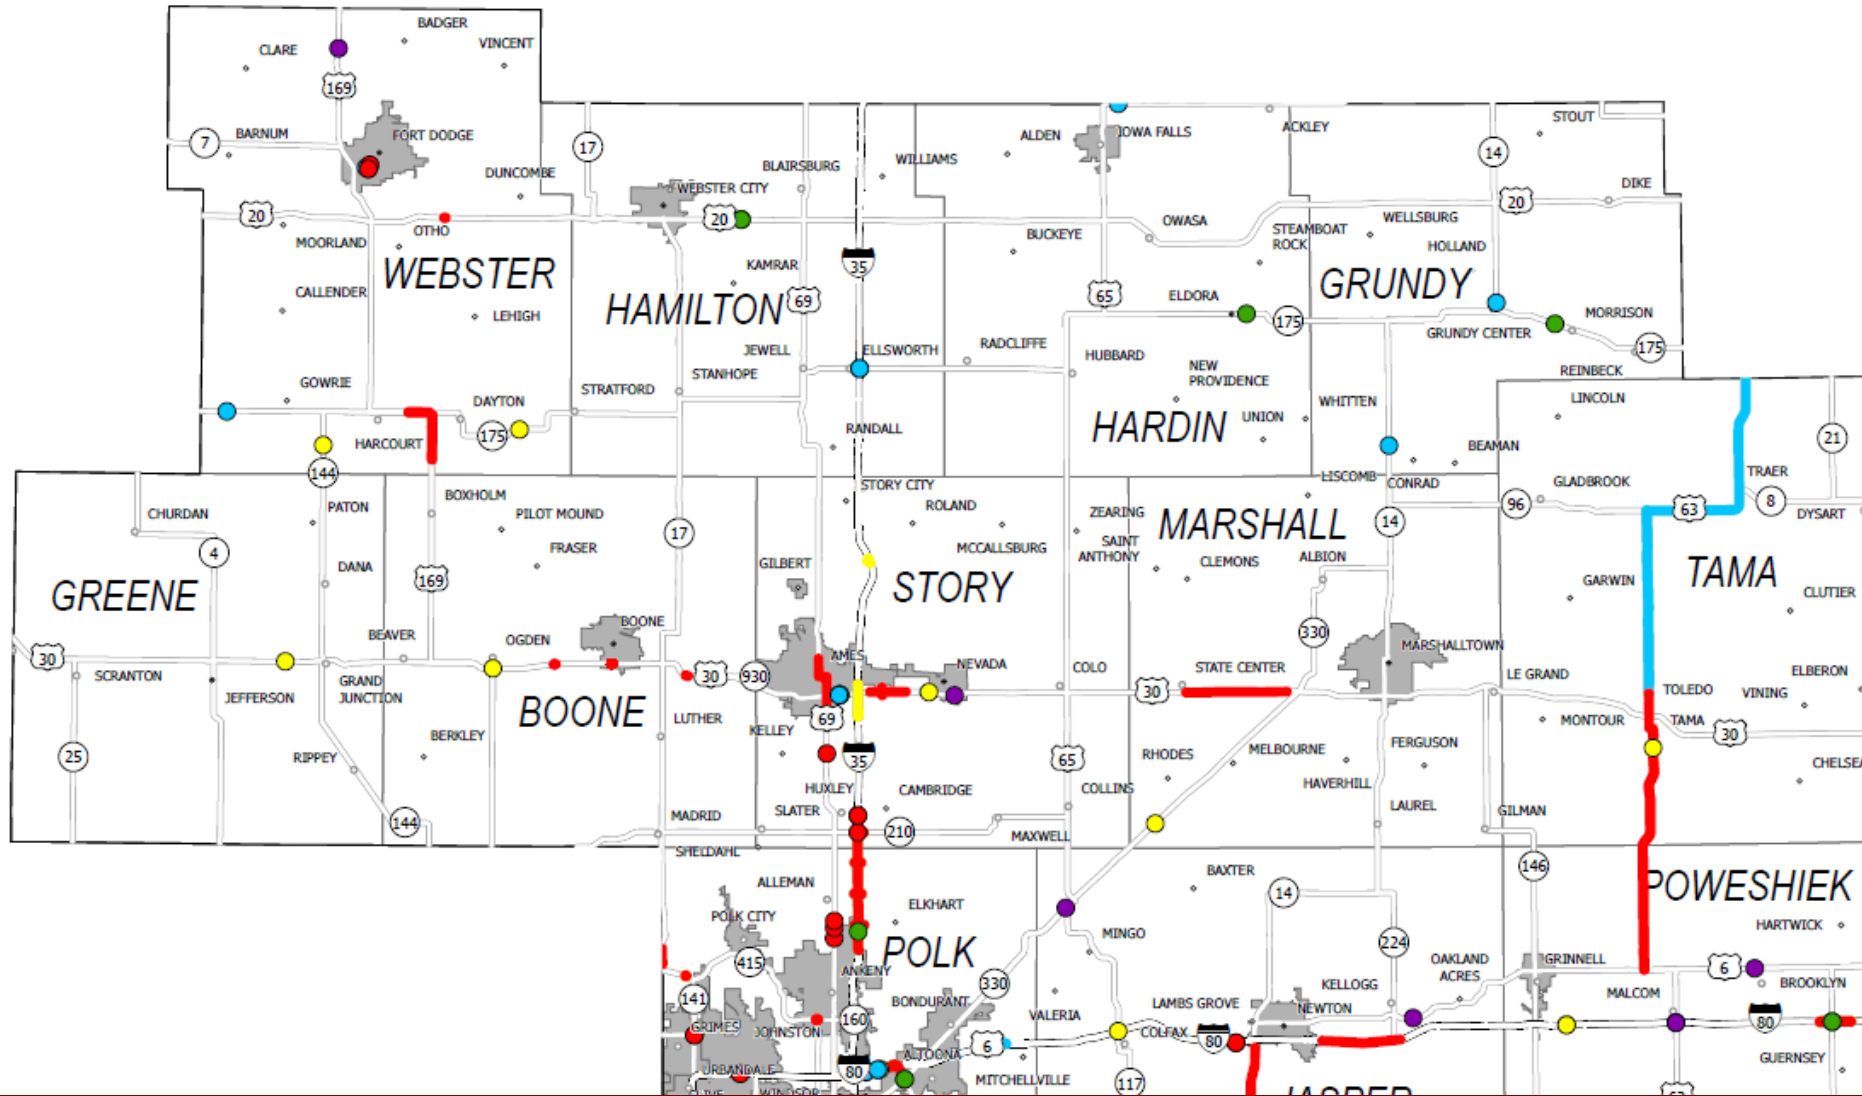 BADGER
CLARE
VINCENT
169
7
BARNUM
FORT DODGE
17
ALDEN
IOWA FALLS
ACKLEY
STOUT
14
BLAIRSBURG
WILLIAMS
DUNCOMBE
WEBSTER CITY
DIKE
20
20
20
OTHO
MOORLAND
OWASA
WELLSBURG
STEAMBOAT
ROCK
HOLLAND
BUCKEYE
WEBSTER
KAMRAR
35
GRUNDY
CALLENDER
HAMILTON
69
65
ELDORA
175
LEHIGH
MORRISON
GRUNDY CENTER
175
JEWELL
ELLSWORTH
RADCLIFFE
HUBBARD
NEW
PROVIDENCE
REINBECK
GOWRIE
STANHOPE
STRATFORD
DAYTON
WHITTEN
LINCOLN
UNION
HARDIN
175
HARCOURT
RANDALL
BEAMAN
21
144
LISCOMB
CONRAD
GLADBROOK
TRAER
STORY CITY
BOXHOLM
ROLAND
PATON
PILOT MOUND
CHURDAN
ZEARING
96
63
8
DYSART
MARSHALL
14
17
FRASER
MCCALLSBURG
SAINT
ANTHONY
CLEMONS
ALBION
4
DANA
GILBERT
169
STORY
GARWIN
TAMA
CLUTIER
GREENE
BOONE
BEAVER
OGDEN
330
MARSHALLTOWN
30
SCRANTON
AMES
NEVADA
COLO
STATE CENTER
LE GRAND
ELBERON
JEFFERSON
GRAND
JUNCTION
30
930
30
TOLEDO
VINING
BOONE
LUTHER
69
MONTOUR
TAMA
30
KELLEY
BERKLEY
25
RIPPEY
35
65
RHODES
MELBOURNE
FERGUSON
HAVERHILL
CHELSEA
HUXLEY
CAMBRIDGE
COLLINS
SLATER
MADRID
LAUREL
GILMAN
144
210
MAXWELL
SHELDAHL
ALLEMAN
BAXTER
146
14
POWESHIEK
POLK CITY
ELKHART
HARTWICK
MINGO
224
POLK
415
ANKENY
OAKLAND
ACRES
GRINNELL
6
141
330
KELLOGG
BROOKLYN
MALCOM
BONDURANT
VALERIA
LAMBS GROVE
NEWTON
GRIMES
JOHNSTON
160
COLFAX
80
80
6
ALTOONA
GUERNSEY
URBANDALE
80
MITCHELLVILLE
117
CLIVE
WINDSOR
JASPER
63